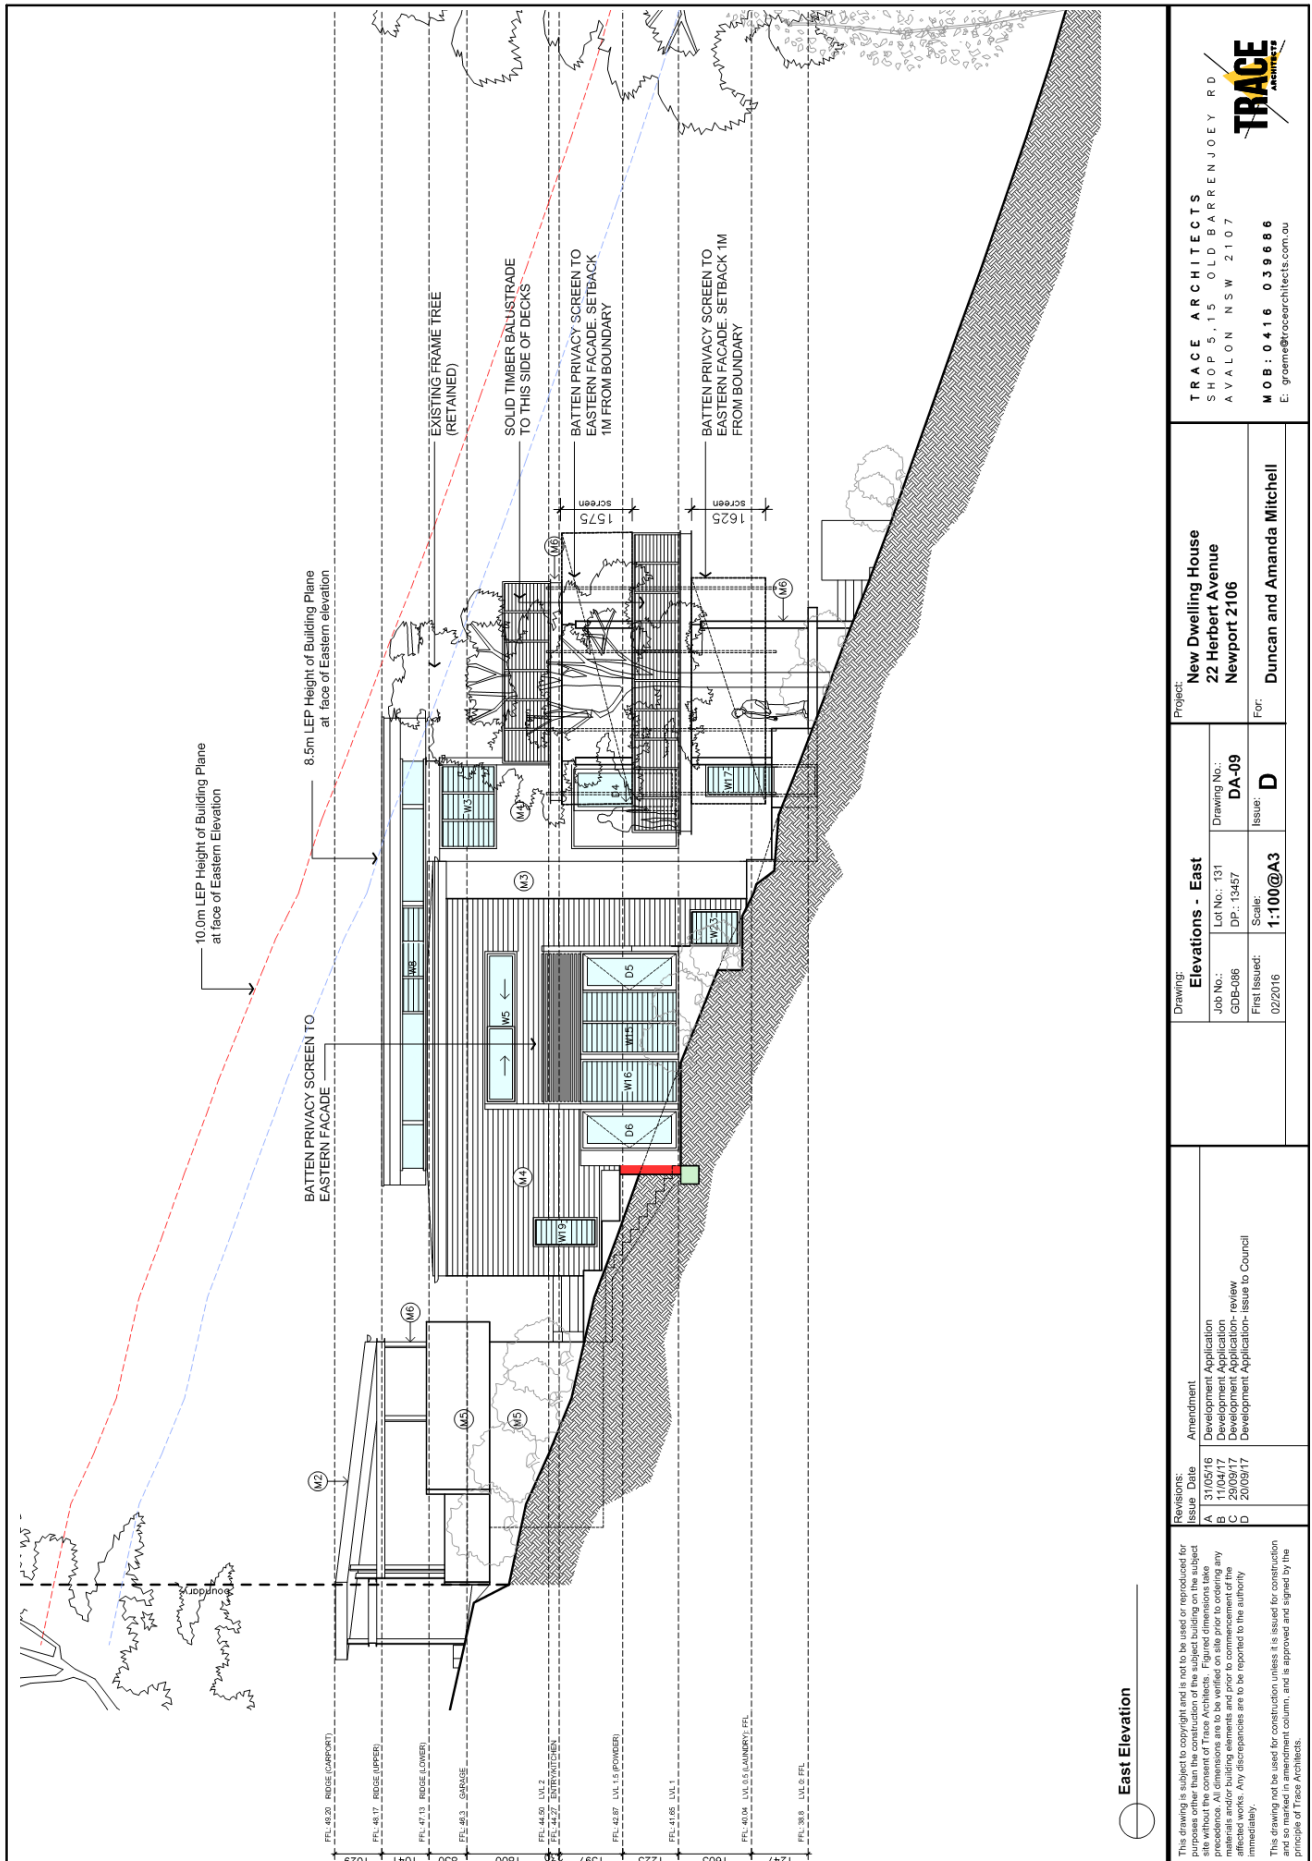 10.0m LEP Height of Building Plane
at face of Eastern Elevation
8.5m LEP Height of Building Plane
at face of Eastern elevation
BATTEN PRIVACY SCREEN TO
EASTERN FACADE
EXISTING FRAME TREE
(RETAINED)
SOLID TIMBER BALUSTRADE
TO THIS SIDE OF DECKS
BATTEN PRIVACY SCREEN TO
EASTERN FACADE. SETBACK
1M FROM BOUNDARY
BATTEN PRIVACY SCREEN TO
EASTERN FACADE. SETBACK 1M
FROM BOUNDARY
1575
screen
1625
screen
M2
M6
M5
M5
M4
M3
M4
M6
M6
W8
W5
W3
W19
D6
W16
W15
D5
W23
D4
W17
FFL: 49.20 RIDGE (CARPORT)
FFL: 48.17 RIDGE (UPPER)
FFL: 47.13 RIDGE (LOWER)
FFL: 46.3 GARAGE
FFL: 44.50 LVL 2
FFL: 44.27 ENTRY/KITCHEN
FFL: 42.87 LVL 1.5 (POWDER)
FFL: 41.65 LVL 1
FFL: 40.04 LVL 0.5 (LAUNDRY): FFL
FFL: 38.8 LVL 0: FFL
East Elevation
This drawing is subject to copyright and is not to be used or reproduced for
purposes orther than the construction of the subject building on the subject
site without the consent of Trace Architects. Figured dimensions take
precedence. All dimensions are to be verified on site prior to ordering any
materials and/or building elements and prior to commencement of the
affected works. Any discrepancies are to be reported to the authority
immediately.
This drawing not be used for construction unless it is issued for construction
and so marked in amendment column, and is approved and signed by the
principle of Trace Architects.
Revisions:
Issue Date Amendment
A 31/05/16 Development Application
B 11/04/17 Development Application
C 29/09/17 Development Application- review
D 20/09/17 Development Application- issue to Council
Drawing:
Elevations - East
Job No.: GDB-086
Lot No.: 131
DP.: 13457
Drawing No.:
DA-09
First Issued:
02/2016
Scale:
1:100@A3
Issue:
D
Project:
New Dwelling House
22 Herbert Avenue
Newport 2106
For:
Duncan and Amanda Mitchell
TRACE ARCHITECTS
SHOP 5, 15 OLD BARRENJOEY RD
AVALON NSW 2107
MOB: 0416 039686
E: graeme@tracearchitects.com.au
TRACE
ARCHITECTS